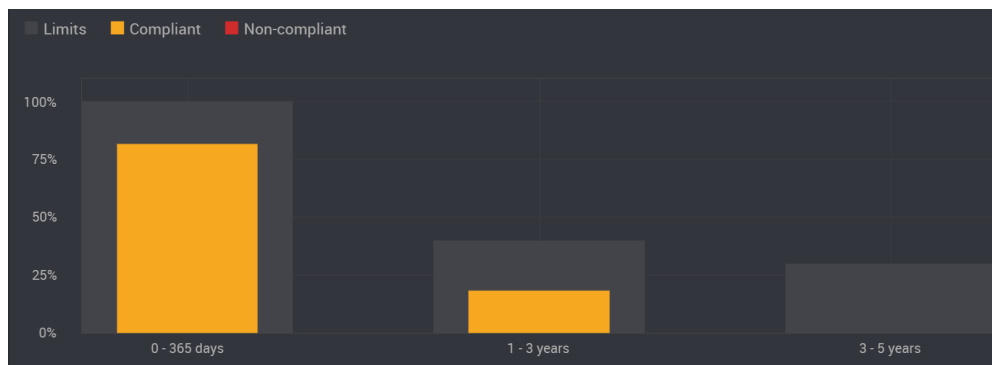 Limits Compliant Non-compliant
100%
75%
50%
25%
0%
0 - 365 days 1 - 3 years 3 - 5 years